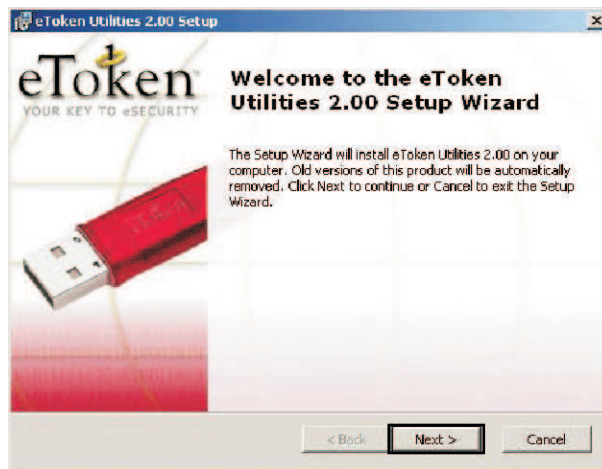 eToken Utilities 2.00 Setup
eToken
YOUR KEY TO eSECURITY
Welcome to the eToken
Utilities 2.00 Setup Wizard
The Setup Wizard will install eToken Utilities 2.00 on your
computer. Old versions of this product will be automatically
removed. Click Next to continue or Cancel to exit the Setup
Wizard.
eToken
< Back
Next >
Cancel